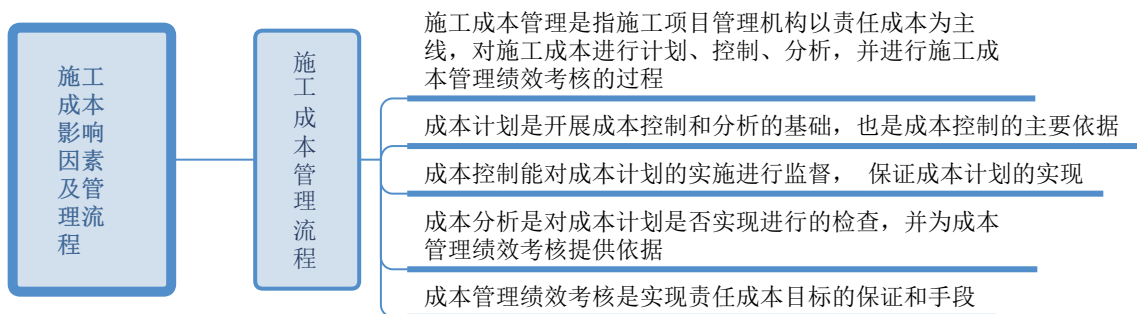 施工
成本
影响
因素
及管
理流
程
施
工
成
本
管
理
流
程
施工成本管理是指施工项目管理机构以责任成本为主
线，对施工成本进行计划、控制、分析，并进行施工成
本管理绩效考核的过程
成本计划是开展成本控制和分析的基础，也是成本控制的主要依据
成本控制能对成本计划的实施进行监督， 保证成本计划的实现
成本分析是对成本计划是否实现进行的检查，并为成本
管理绩效考核提供依据
成本管理绩效考核是实现责任成本目标的保证和手段